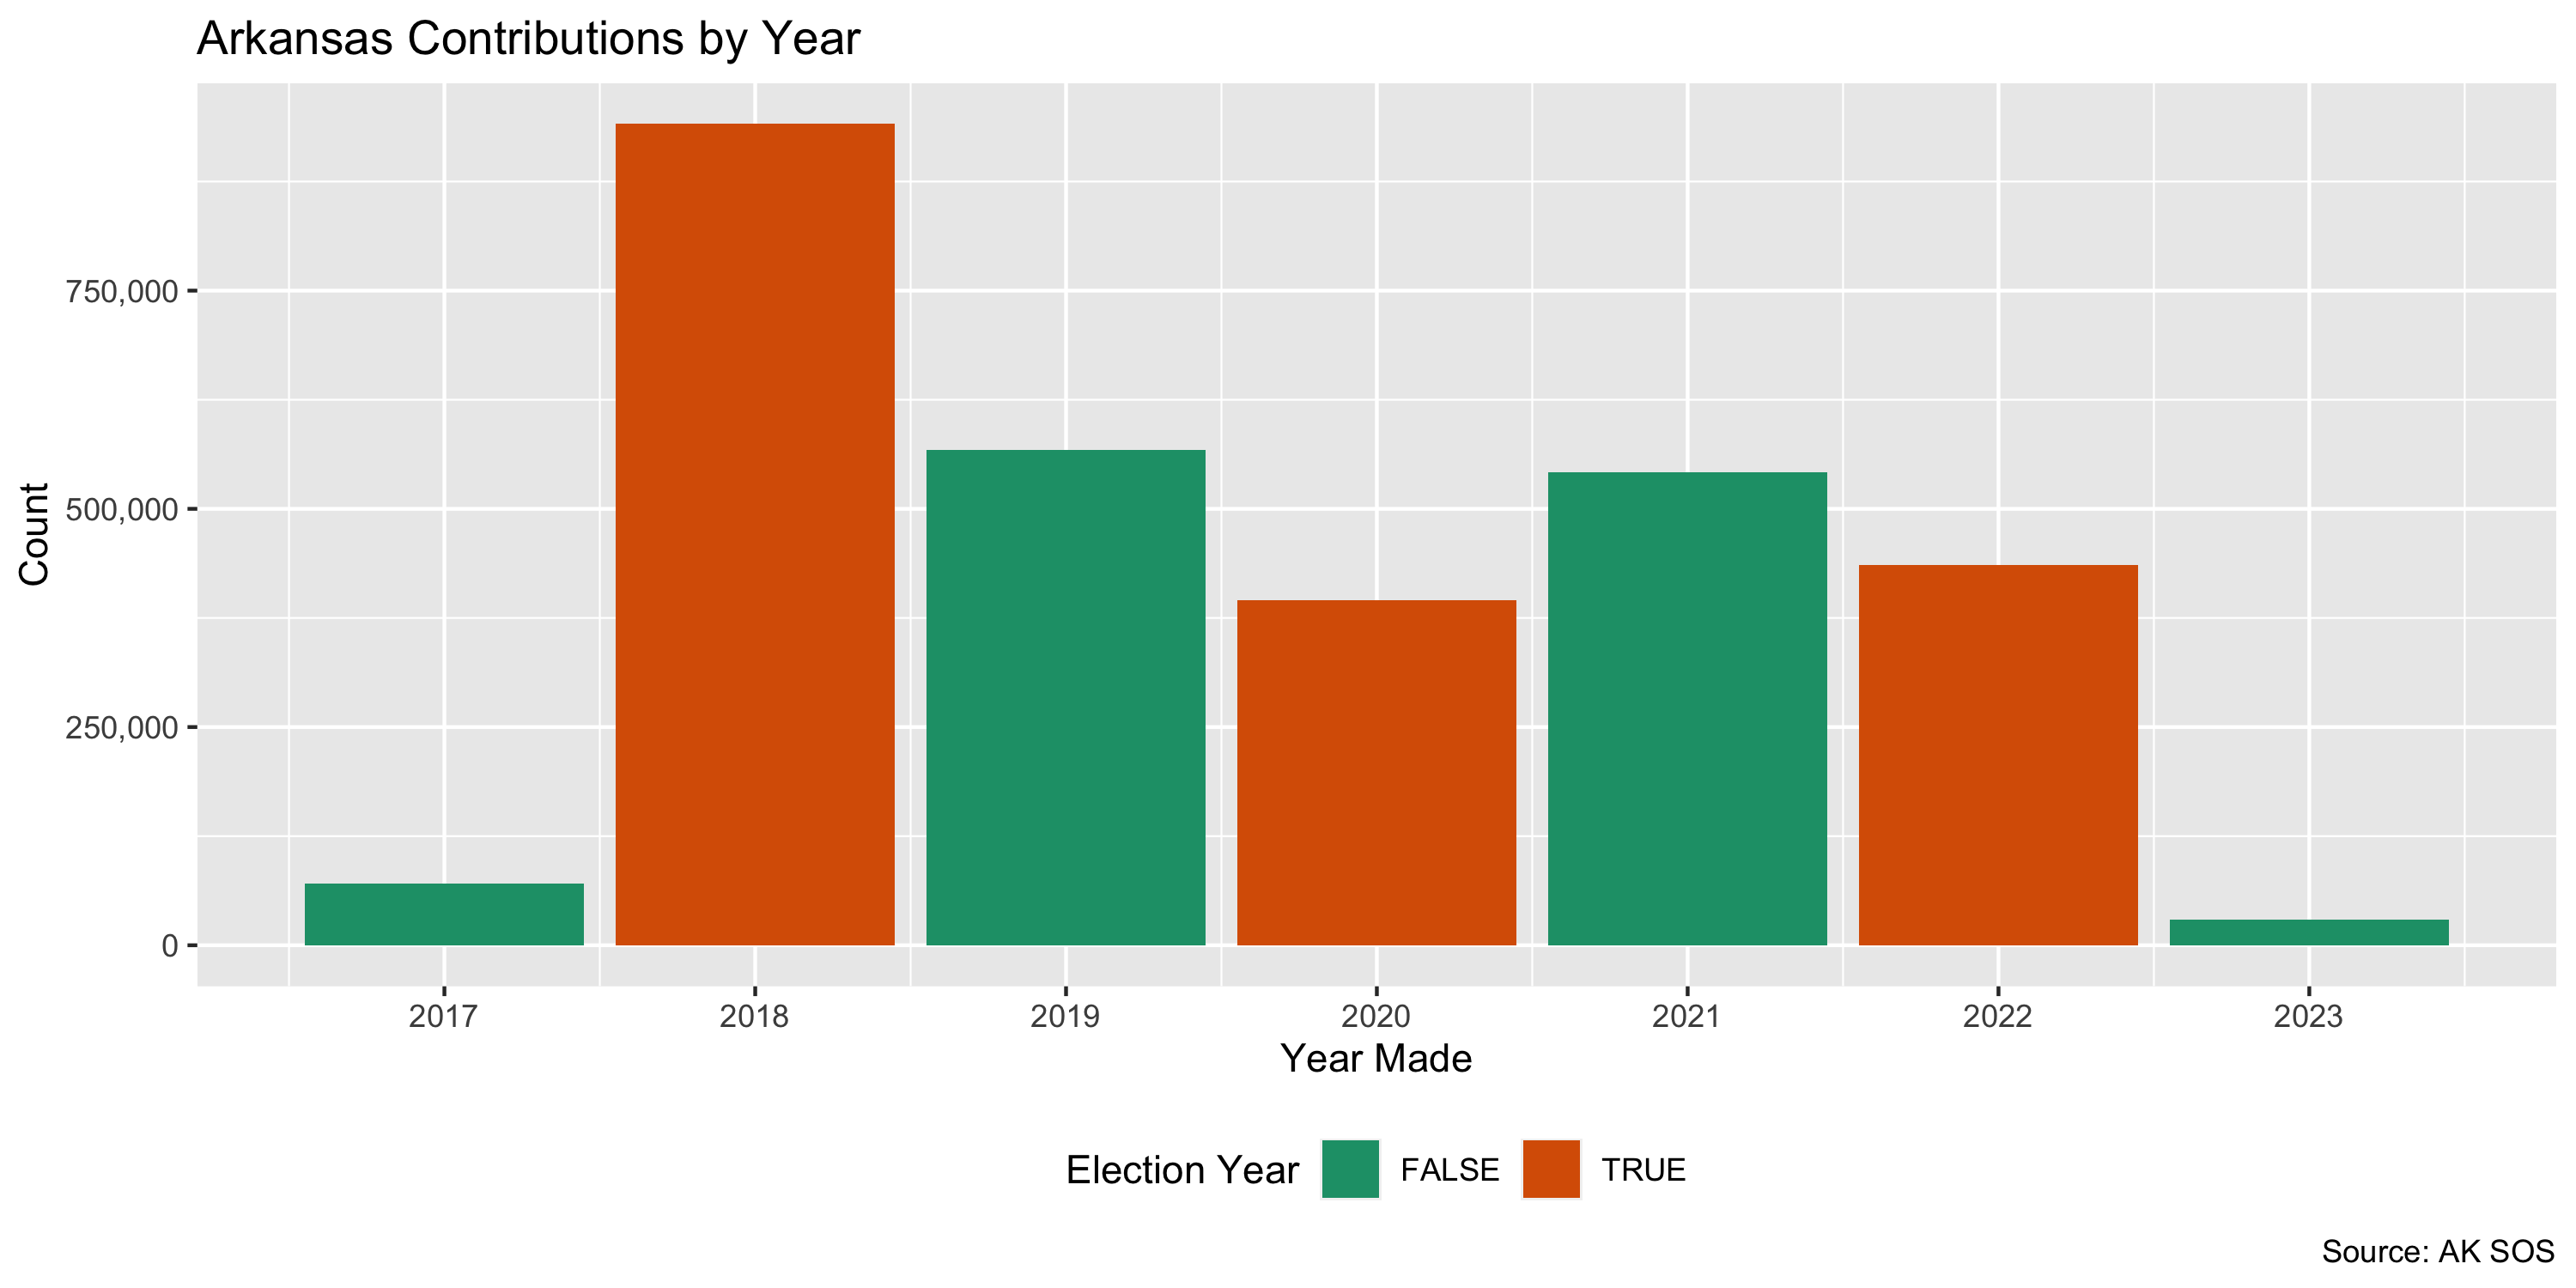 Arkansas Contributions by Year
Count
750,000
500,000
250,000
0
2017 2018 2019 2020 2021 2022 2023
Year Made
Election Year FALSE TRUE
Source: AK SOS